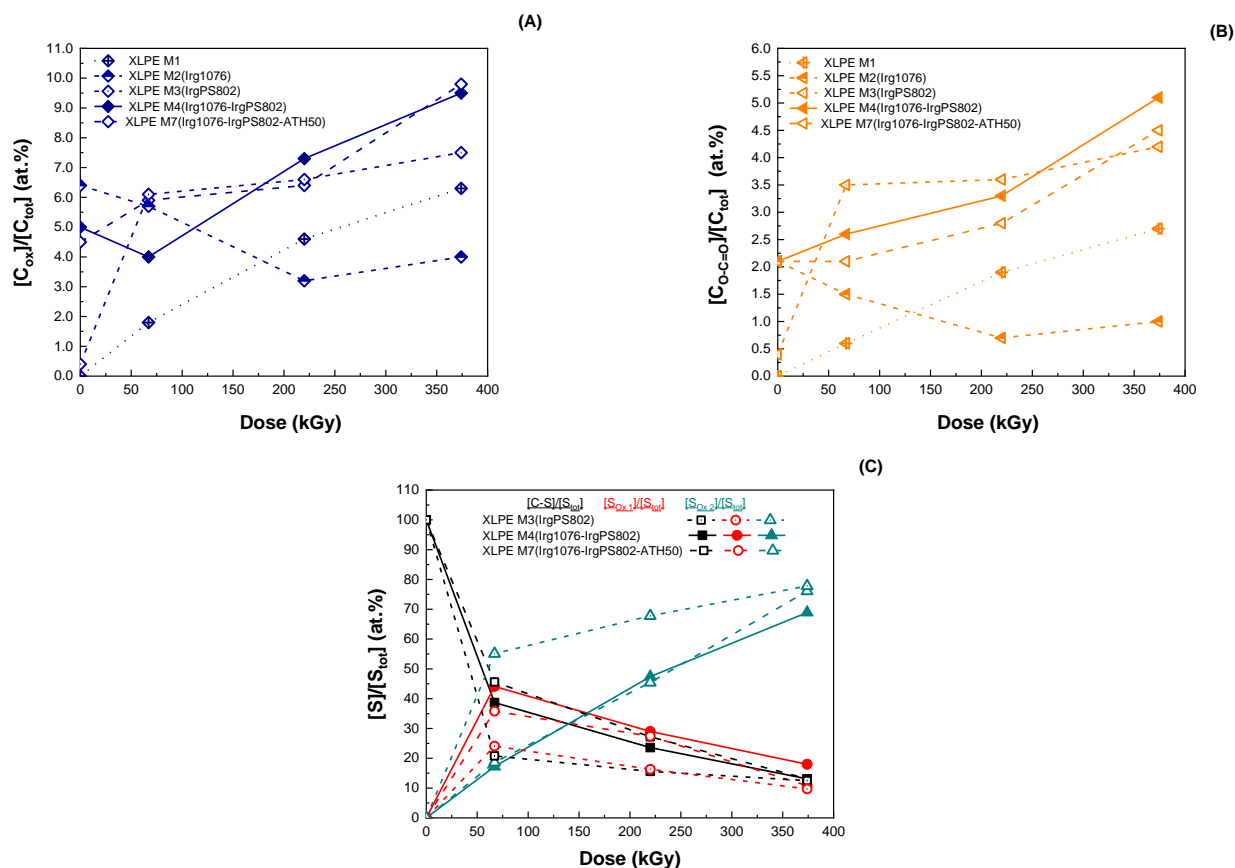 (A)
11.0
10.0
9.0
8.0
7.0
6.0
5.0
4.0
3.0
2.0
1.0
0.0
[Cox]/[Ctot] (at.%)
XLPE M1
XLPE M2(Irg1076)
XLPE M3(IrgPS802)
XLPE M4(Irg1076-IrgPS802)
XLPE M7(Irg1076-IrgPS802-ATH50)
0 50 100 150 200 250 300 350 400
Dose (kGy)
(B)
6.0
5.5
5.0
4.5
4.0
3.5
3.0
2.5
2.0
1.5
1.0
0.5
0.0
[CO-C=O]/[Ctot] (at.%)
XLPE M1
XLPE M2(Irg1076)
XLPE M3(IrgPS802)
XLPE M4(Irg1076-IrgPS802)
XLPE M7(Irg1076-IrgPS802-ATH50)
0 50 100 150 200 250 300 350 400
Dose (kGy)
(C)
110
100
90
80
70
60
50
40
30
20
10
0
[S]/[Stot] (at.%)
[C-S]/[Stot] [SOx 1]/[Stot] [SOx 2]/[Stot]
XLPE M3(IrgPS802)
XLPE M4(Irg1076-IrgPS802)
XLPE M7(Irg1076-IrgPS802-ATH50)
0 50 100 150 200 250 300 350 400
Dose (kGy)